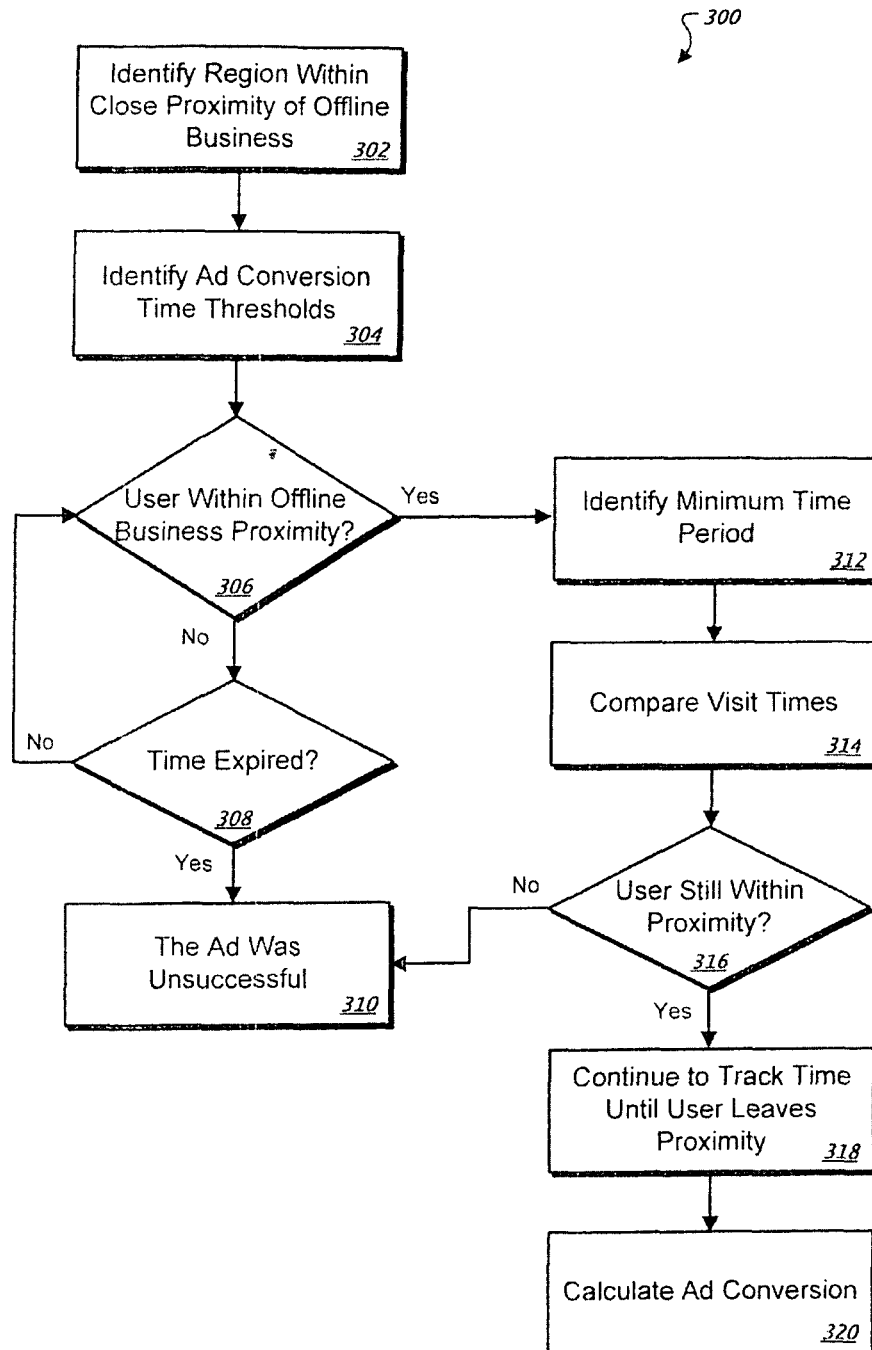 300
Identify Region Within
Close Proximity of Offline
Business
302
Identify Ad Conversion
Time Thresholds
304
User Within Offline
Business Proximity?
306
Yes
No
Identify Minimum Time
Period
312
Compare Visit Times
314
Time Expired?
308
No
Yes
User Still Within
Proximity?
316
No
Yes
The Ad Was
Unsuccessful
310
Continue to Track Time
Until User Leaves
Proximity
318
Calculate Ad Conversion
320